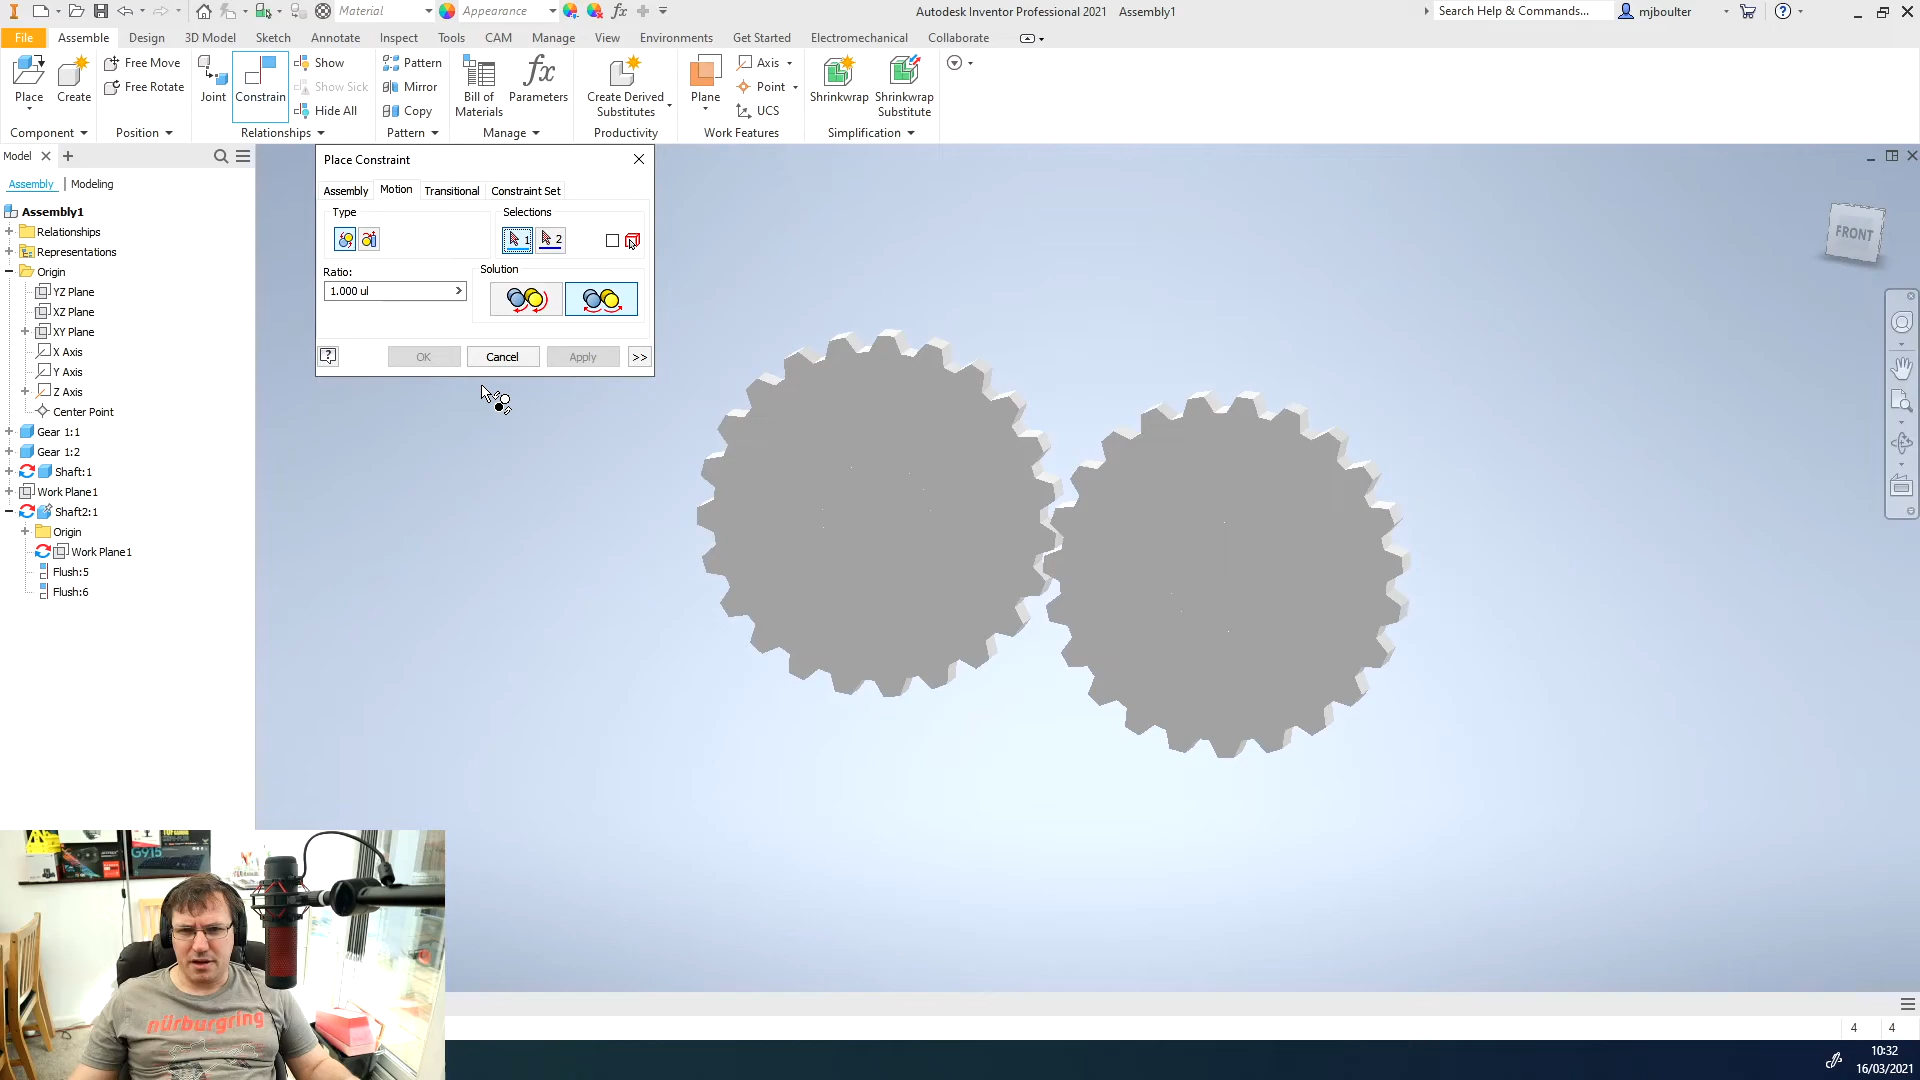 Material
Appearance
fx
Autodesk Inventor Professional 2021 Assembly1
Search Help & Commands...
mjboulter
File
Assemble
Design
3D Model
Sketch
Annotate
Inspect
Tools
CAM
Manage
View
Environments
Get Started
Electromechanical
Collaborate
Place
Create
Free Move
Free Rotate
Joint
Constrain
Show
Show Sick
Hide All
Pattern
Mirror
Copy
Bill of
Materials
fx
Parameters
Create Derived
Substitutes
Plane
Axis
Point
UCS
Shrinkwrap
Shrinkwrap
Substitute
Component
Position
Relationships
Pattern
Manage
Productivity
Work Features
Simplification
Model
Assembly | Modeling
Assembly1
Relationships
Representations
Origin
YZ Plane
XZ Plane
XY Plane
X Axis
Y Axis
Z Axis
Center Point
Gear 1:1
Gear 1:2
Shaft:1
Work Plane1
Shaft2:1
Origin
Work Plane1
Flush:5
Flush:6
Place Constraint
Assembly
Motion
Transitional
Constraint Set
Type
Selections
1
2
Ratio:
1.000 ul
Solution
?
OK
Cancel
Apply
>>
FRONT
G915
nürburgring
4 4
10:32
16/03/2021